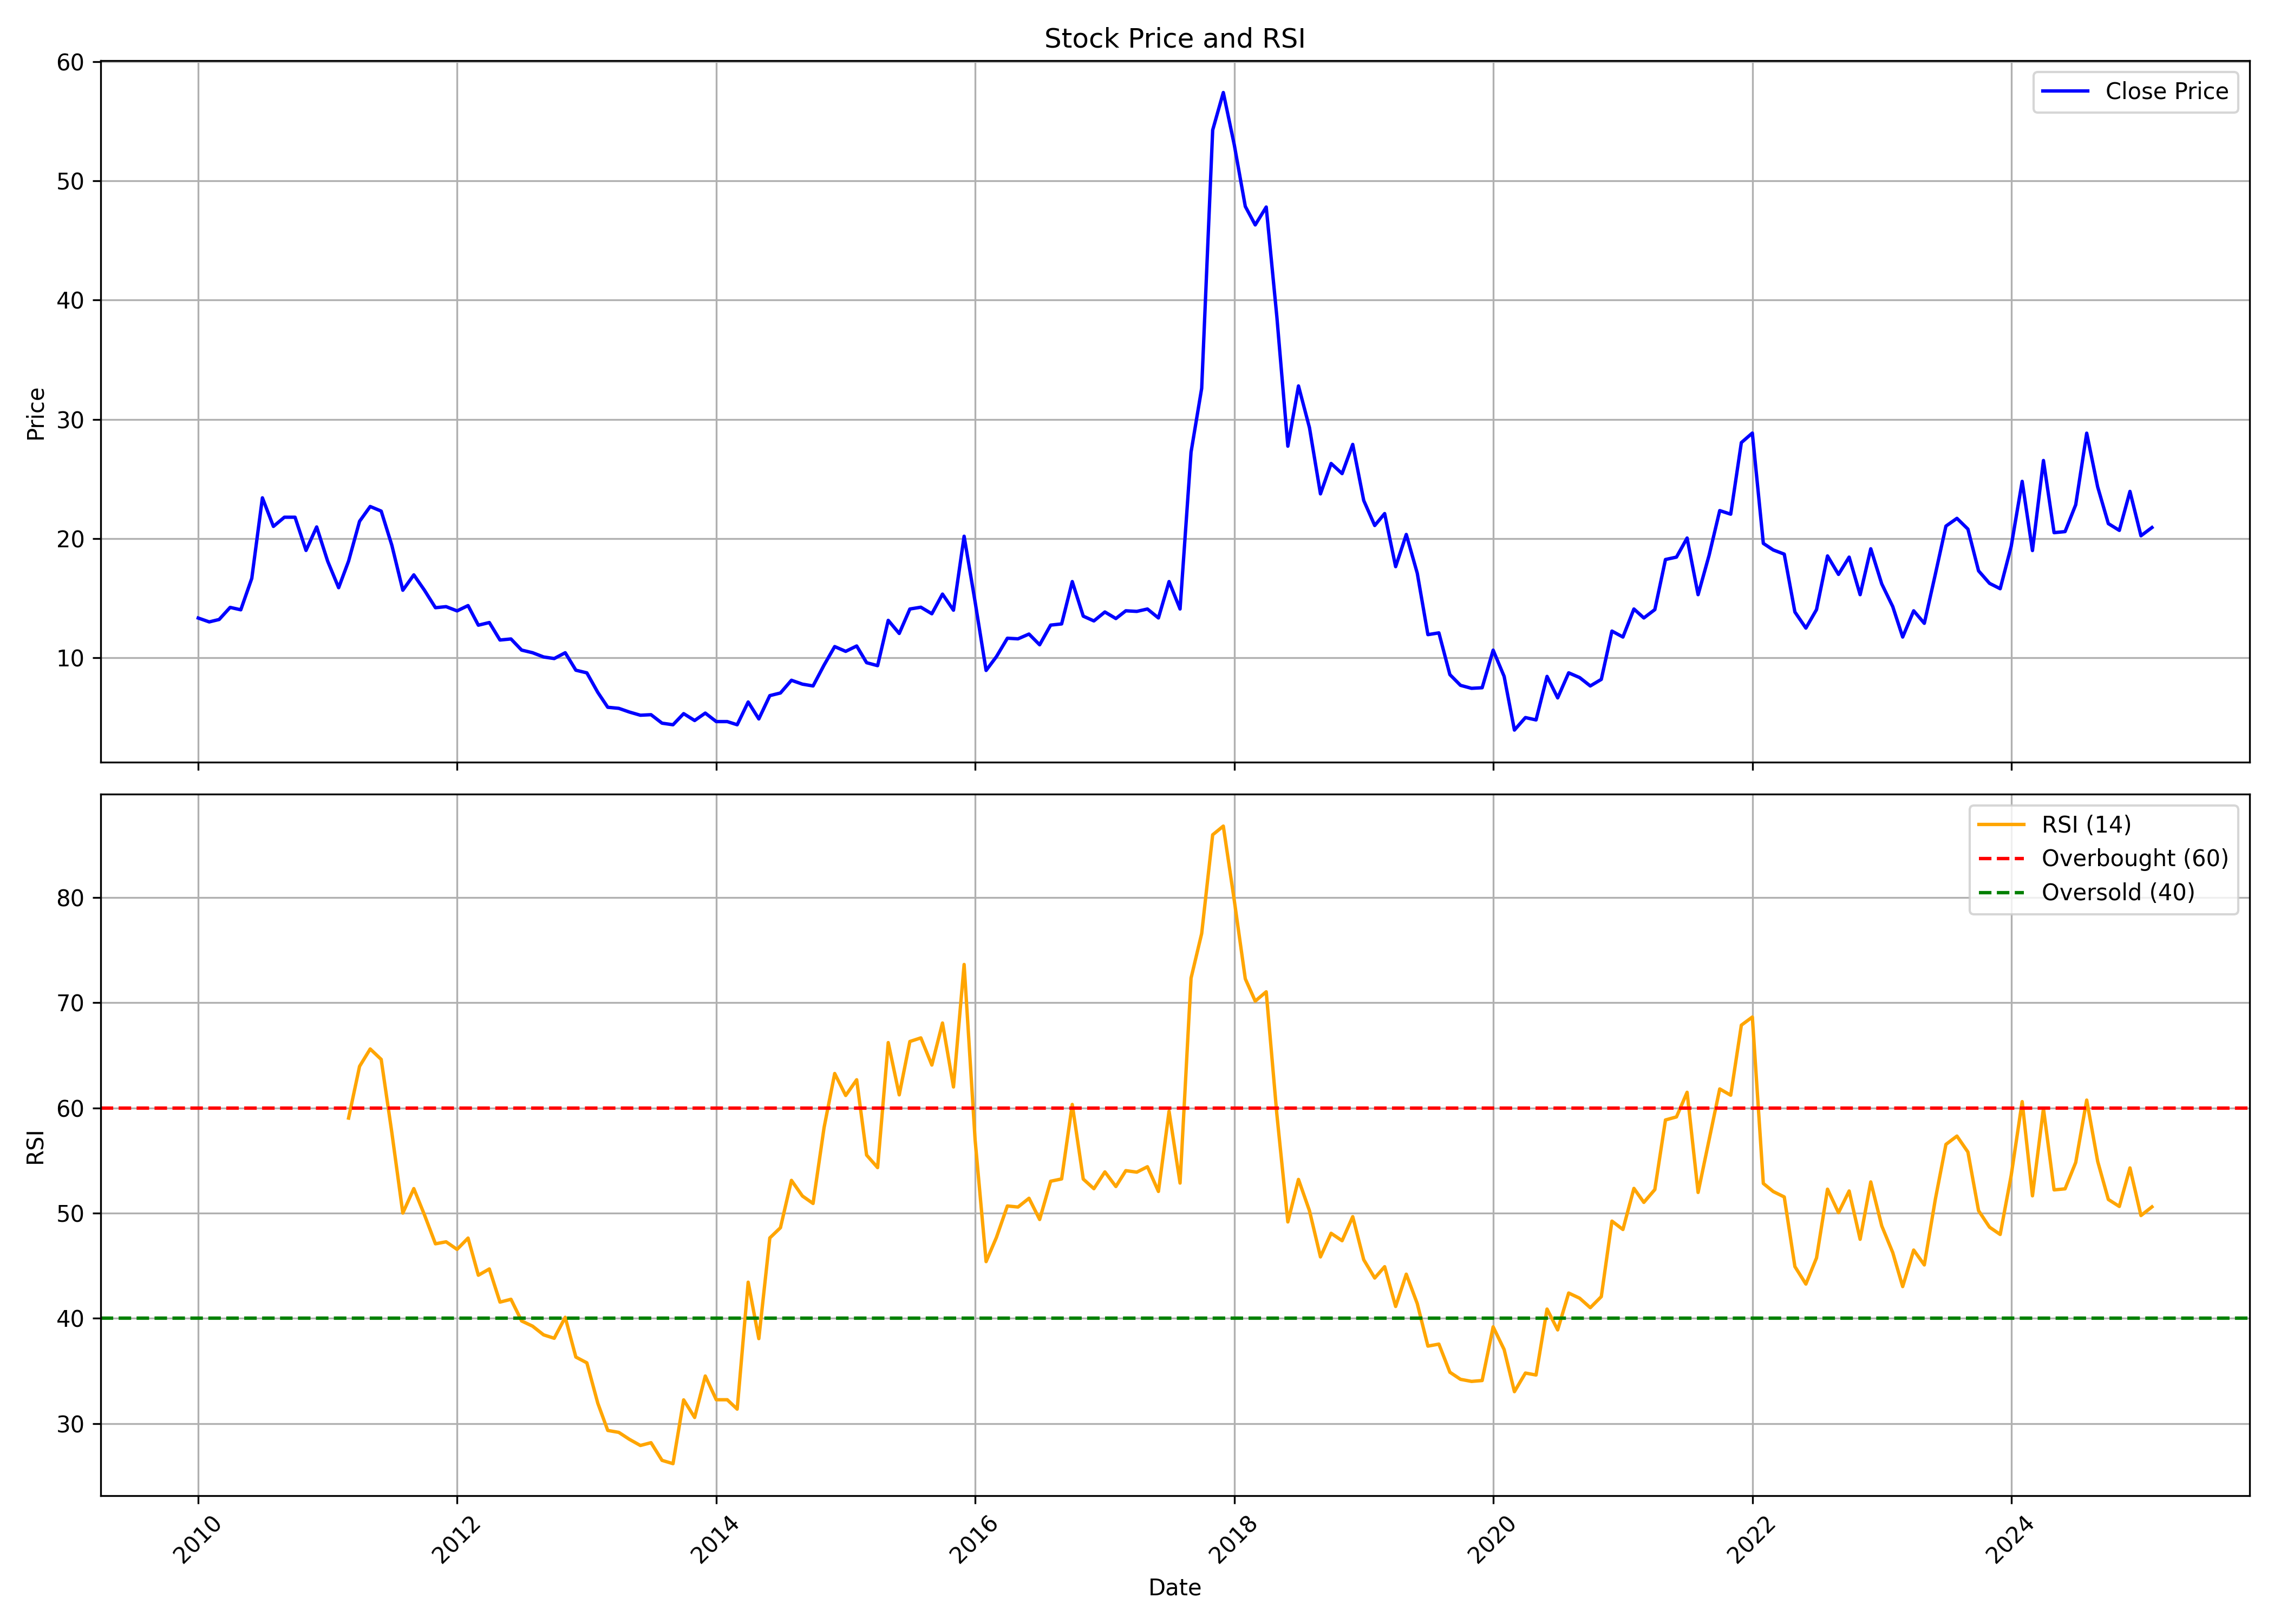 Stock Price and RSI
60
50
40
30
20
10
Price
Close Price
80
70
60
50
40
30
RSI
RSI (14)
Overbought (60)
Oversold (40)
2010
2012
2014
2016
2018
2020
2022
2024
Date